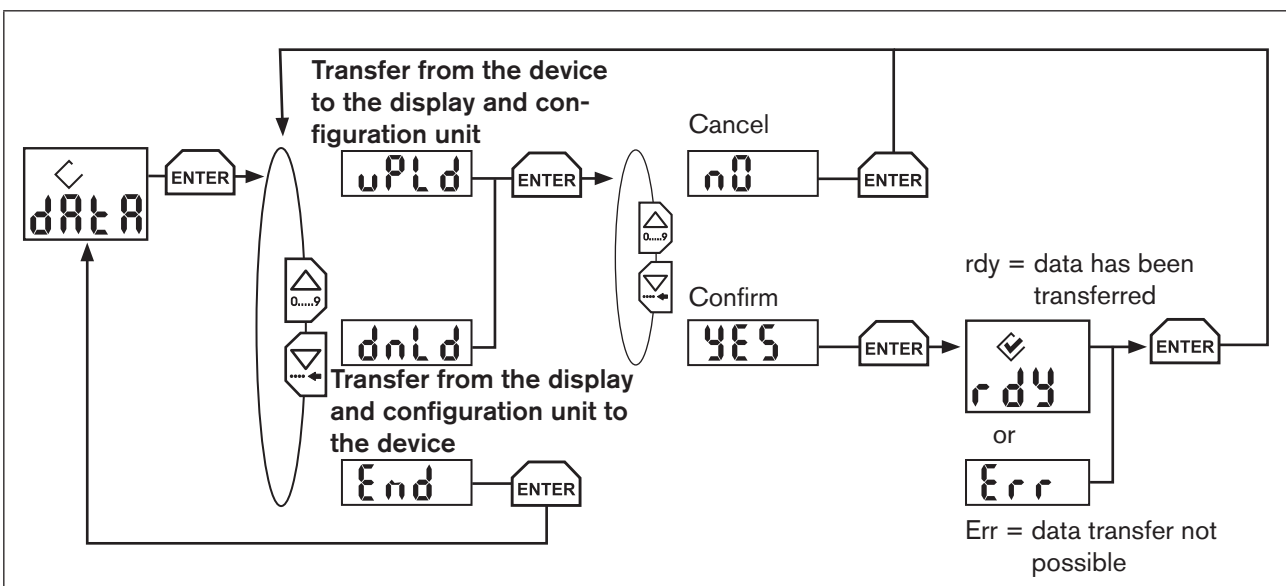 Transfer from the device
to the display and con-
figuration unit
dAtA
ENTER
uPLd
ENTER
Cancel
nO
ENTER
0.....9
0.....9
Confirm
YES
ENTER
rdy = data has been
transferred
rdY
ENTER
dnLd
Transfer from the display
and configuration unit to
the device
or
End
ENTER
Err
Err = data transfer not
possible